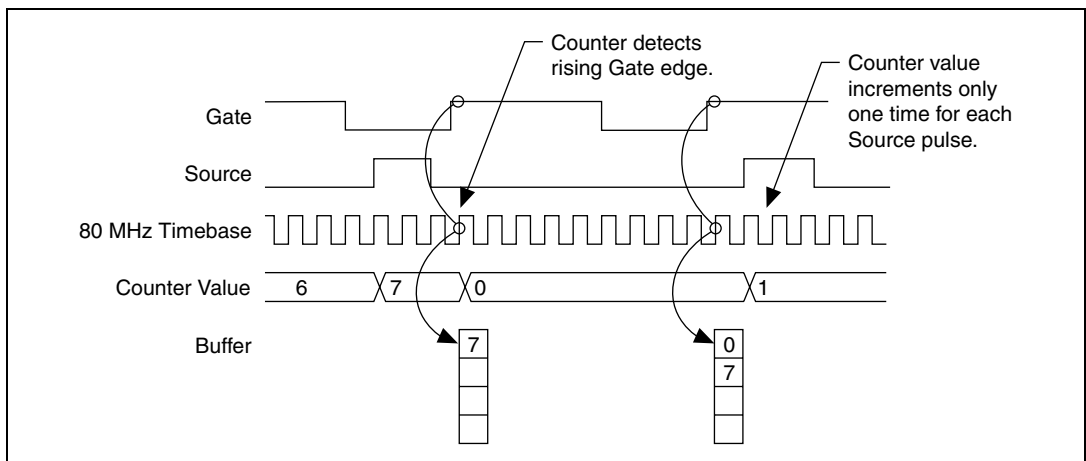 Counter detects
rising Gate edge.
Counter value
increments only
one time for each
Source pulse.
Gate
Source
80 MHz Timebase
Counter Value
6
7
0
1
Buffer
7
0
7